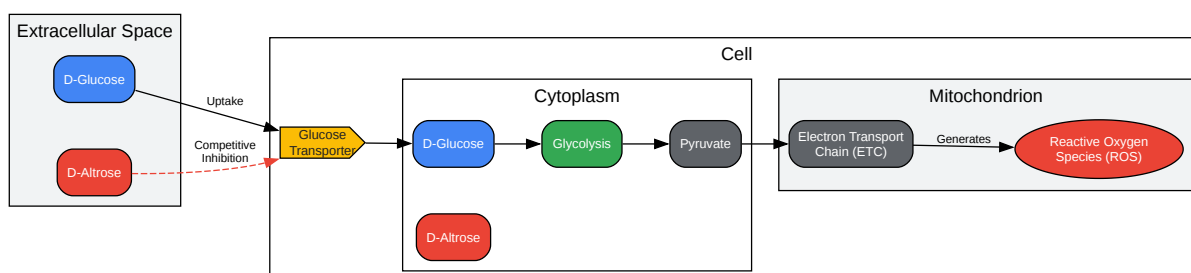 Extracellular Space
D-Glucose
D-Altrose
Uptake
Competitive
Inhibition
Cell
Glucose
Transporter
Cytoplasm
D-Glucose
Glycolysis
Pyruvate
D-Altrose
Mitochondrion
Electron Transport
Chain (ETC)
Generates
Reactive Oxygen
Species (ROS)